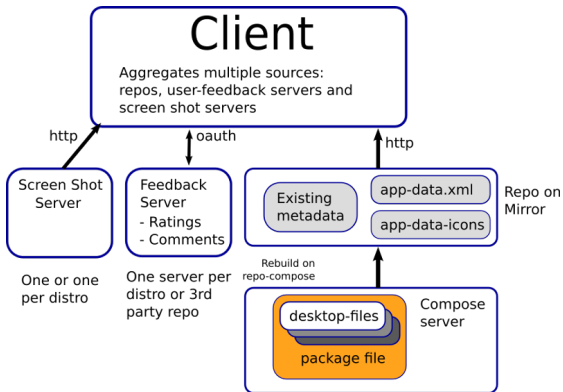 Client
Aggregates multiple sources:
repos, user-feedback servers and
screen shot servers
http
oauth
http
Screen Shot
Server
One or one
per distro
Feedback
Server
- Ratings
- Comments
One server per
distro or 3rd
party repo
Existing
metadata
app-data.xml
app-data-icons
Repo on
Mirror
Rebuild on
repo-compose
desktop-files
package file
Compose
server